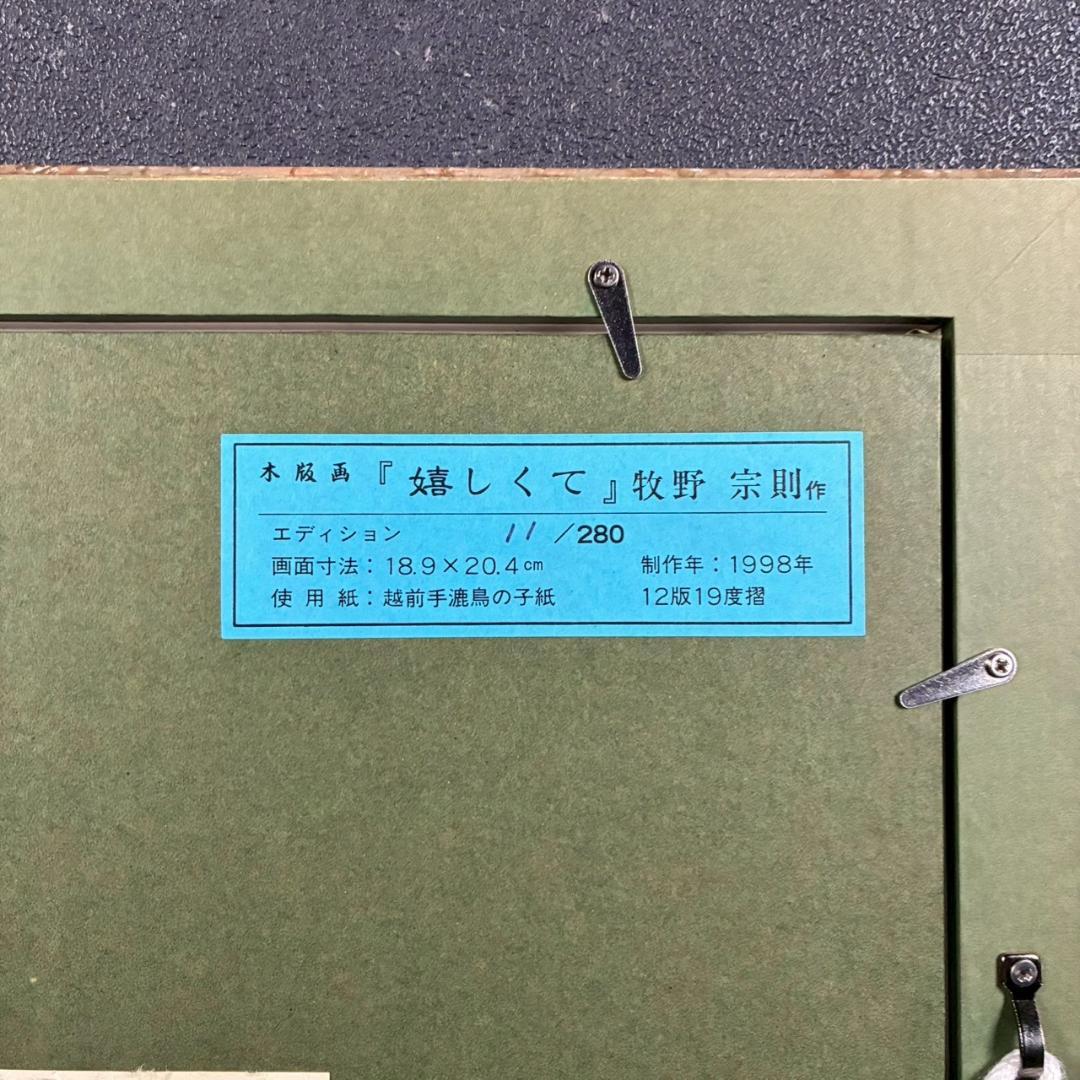 木版画『嬉しくて』牧野 宗則作
エディション 11／280
画面寸法：18.9×20.4cm 制作年：1998年
使用紙：越前手漉鳥の子紙 12版19度摺